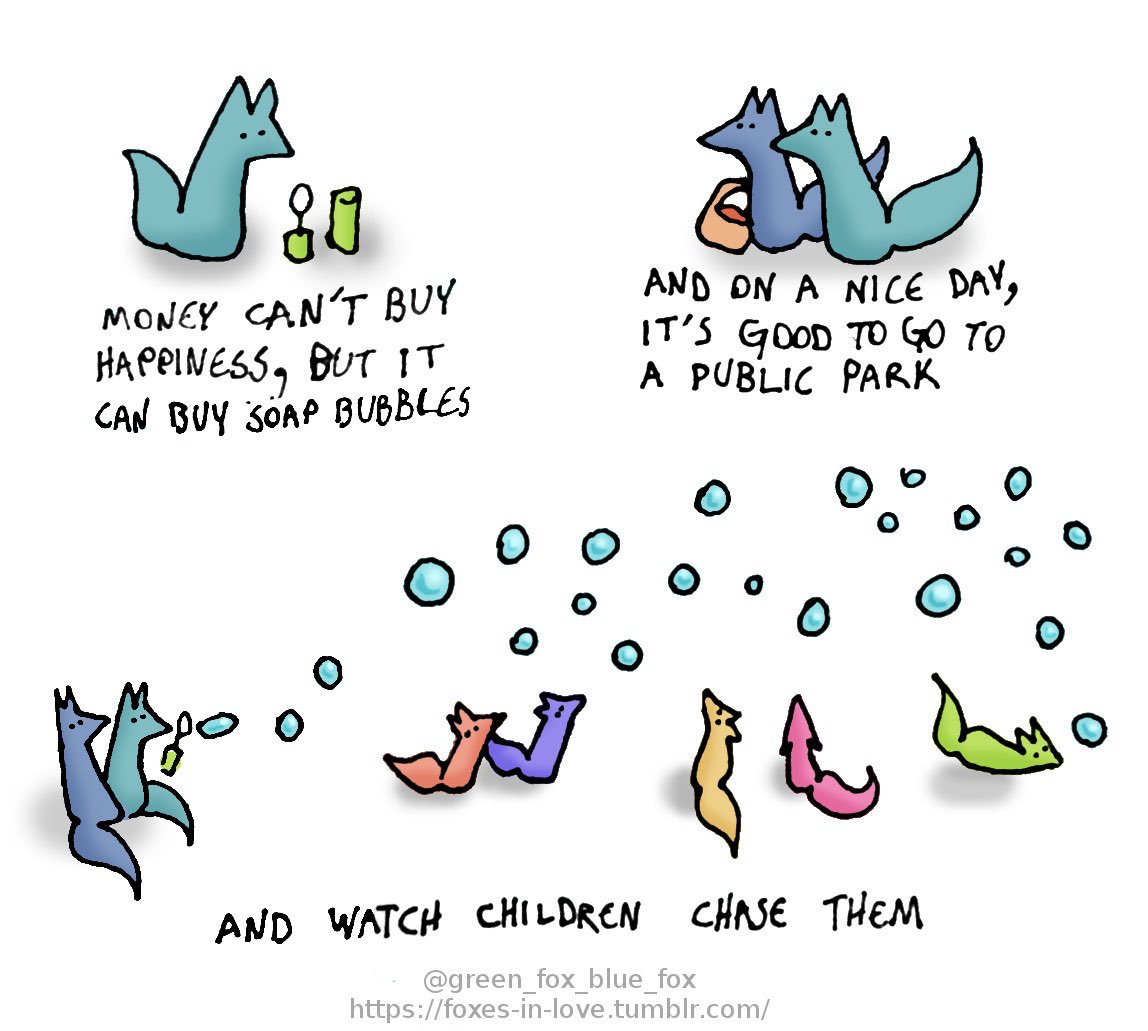 MONEY CAN'T BUY
HAPPINESS, BUT IT
CAN BUY SOAP BUBBLES
AND ON A NICE DAY,
IT'S GOOD TO GO TO
A PUBLIC PARK
AND WATCH CHILDREN CHASE THEM
@green_fox_blue_fox
https://foxes-in-love.tumblr.com/